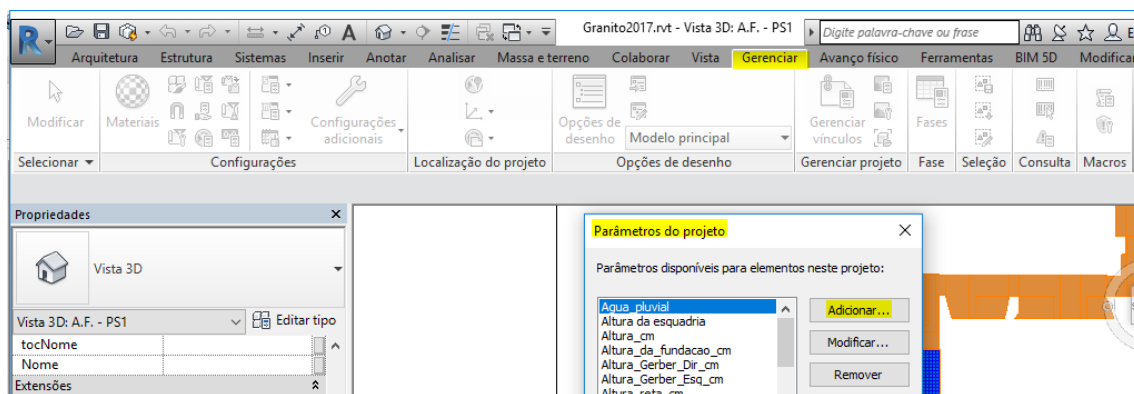 Granito2017.rvt - Vista 3D: A.F. - PS1
Digite palavra-chave ou frase
Arquitetura Estrutura Sistemas Inserir Anotar Analisar Massa e terreno Colaborar Vista Gerenciar Avanço físico Ferramentas BIM 5D Modificar
Modificar
Materiais
Configurações
adicionais
Opções de
desenho
Modelo principal
Gerenciar
vínculos
Fases
Selecionar
Configurações
Localização do projeto
Opções de desenho
Gerenciar projeto
Fase
Seleção
Consulta
Macros
Propriedades
Vista 3D
Vista 3D: A.F. - PS1
Editar tipo
tocNome
Nome
Extensões
Parâmetros do projeto
Parâmetros disponíveis para elementos neste projeto:
Agua_pluvial
Altura da esquadria
Altura_cm
Altura_da_fundacao_cm
Altura_Gerber_Dir_cm
Altura_Gerber_Esq_cm
Altura_reta_cm
Adicionar...
Modificar...
Remover